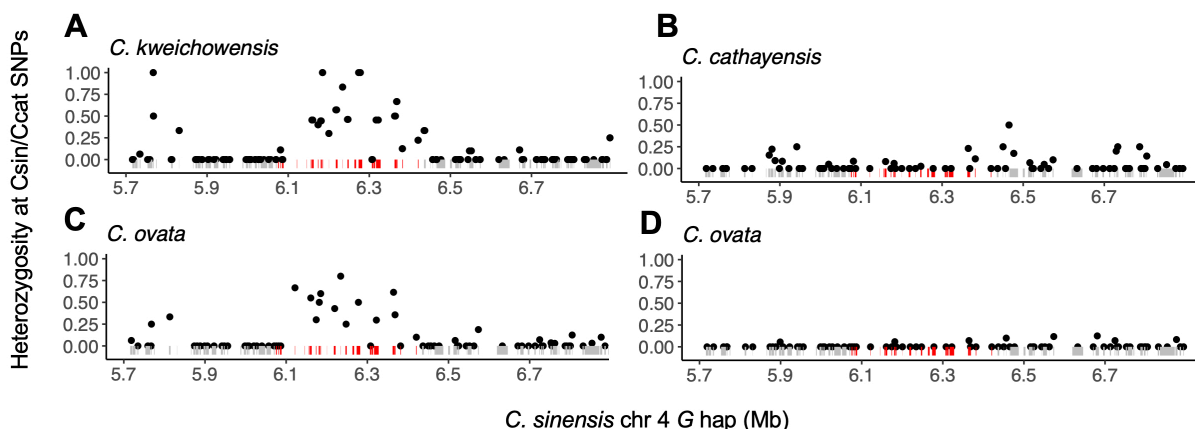 A
C. kweichowensis
1.00
0.75
0.50
0.25
0.00
5.7 5.9 6.1 6.3 6.5 6.7
B
C. cathayensis
1.00
0.75
0.50
0.25
0.00
5.7 5.9 6.1 6.3 6.5 6.7
C
C. ovata
1.00
0.75
0.50
0.25
0.00
5.7 5.9 6.1 6.3 6.5 6.7
D
C. ovata
1.00
0.75
0.50
0.25
0.00
5.7 5.9 6.1 6.3 6.5 6.7
Heterozygosity at Csin/Ccat SNPs
C. sinensis chr 4 G hap (Mb)